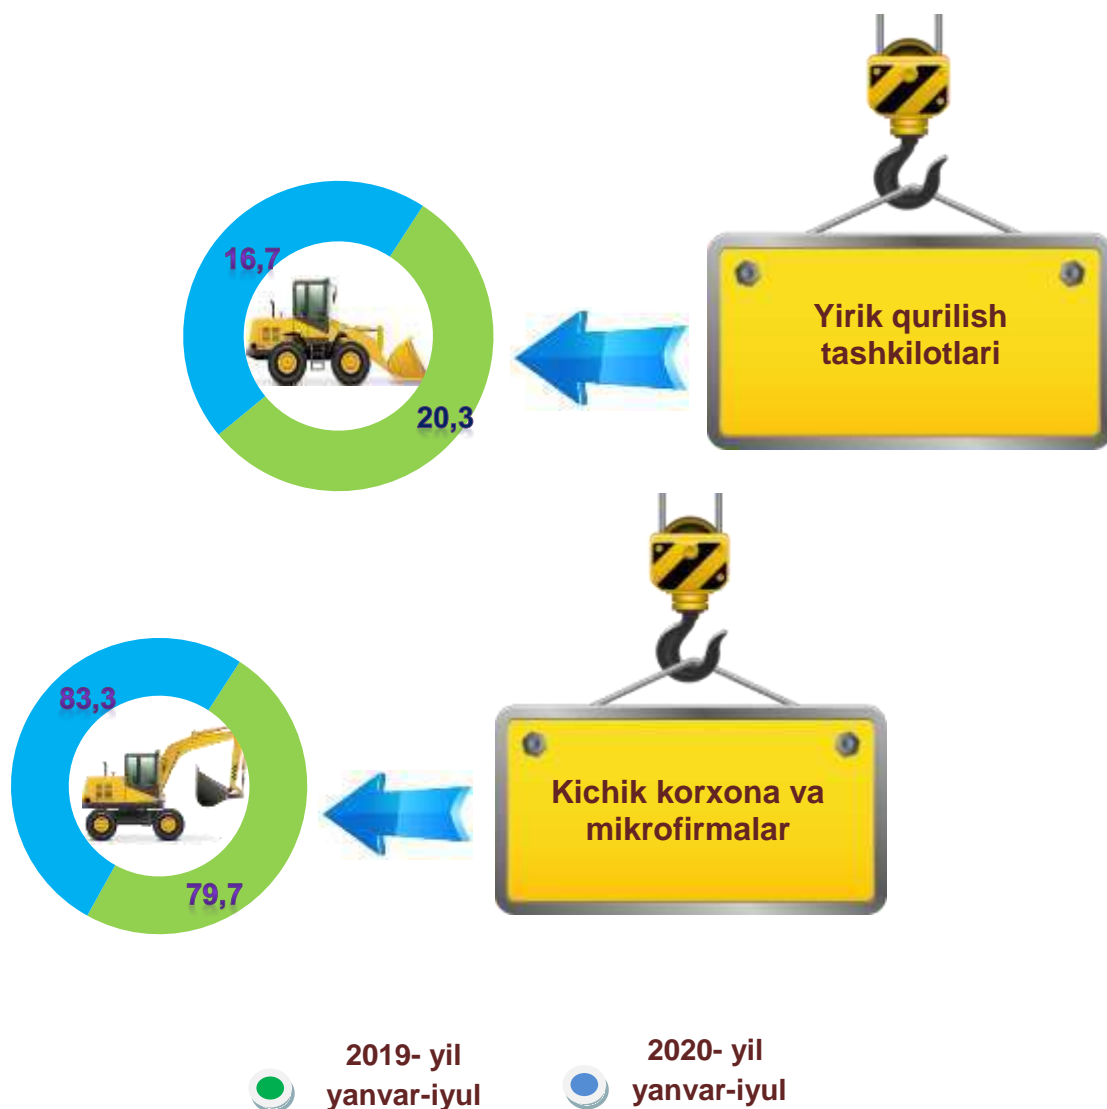 16,7
Yirik qurilish
tashkilotlari
20,3
83,3
Kichik korxona va
mikrofirmalar
79,7
2019- yil
yanvar-iyul
2020- yil
yanvar-iyul